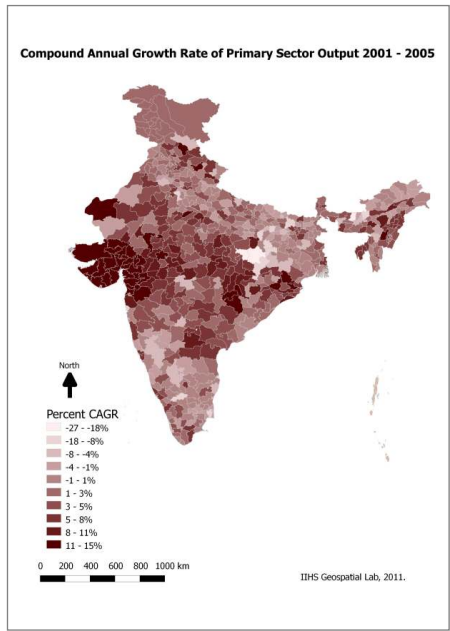 Compound Annual Growth Rate of Primary Sector Output 2001 - 2005
North
Percent CAGR
-27 - -18%
-18 - -8%
-8 - -4%
-4 - -1%
-1 - 1%
1 - 3%
3 - 5%
5 - 8%
8 - 11%
11 - 15%
0 200 400 600 800 1000 km
IIHS Geospatial Lab, 2011.